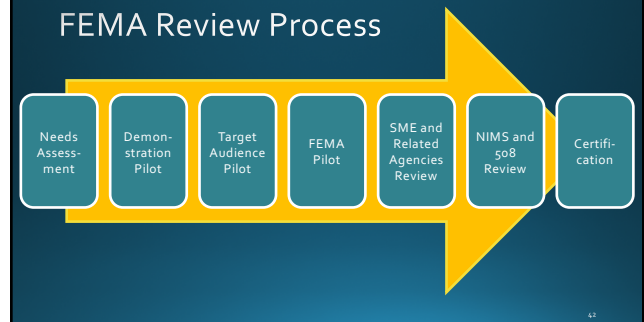 FEMA Review Process
Needs
Assess-
ment
Demon-
stration
Pilot
Target
Audience
Pilot
FEMA
Pilot
SME and
Related
Agencies
Review
NIMS and
508
Review
Certifi-
cation
42